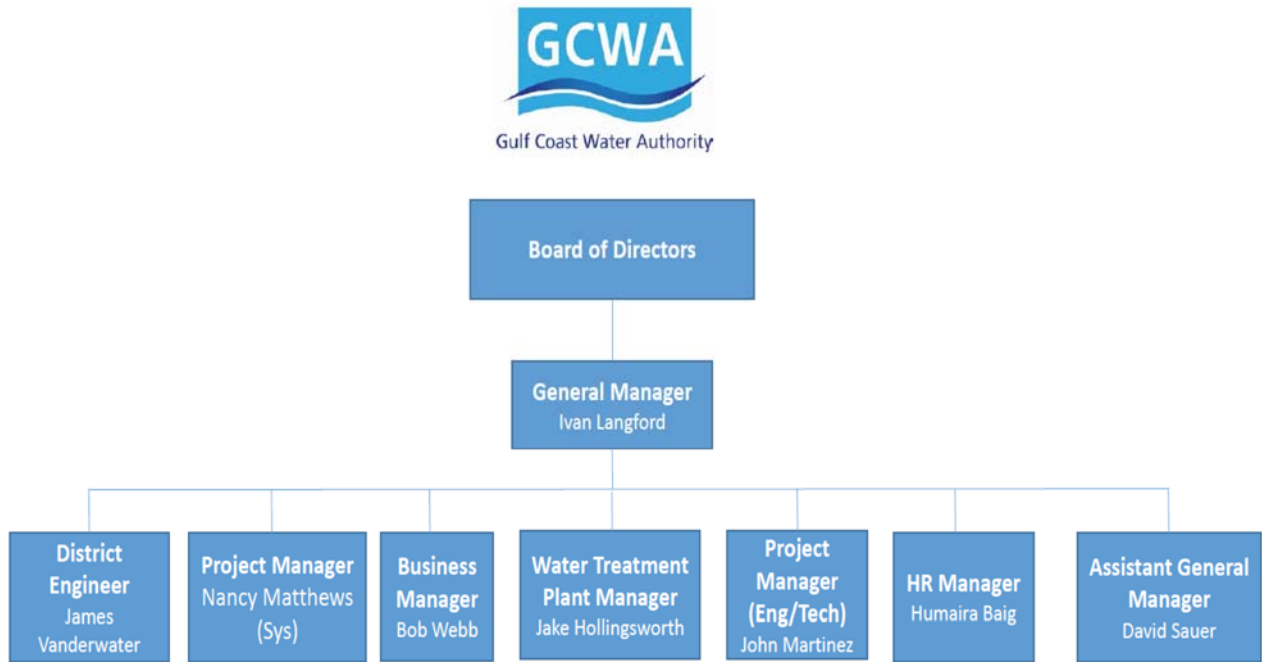 GCWA
Gulf Coast Water Authority
Board of Directors
General Manager
Ivan Langford
District
Engineer
James
Vanderwater
Project Manager
Nancy Matthews
(Sys)
Business
Manager
Bob Webb
Water Treatment
Plant Manager
Jake Hollingsworth
Project
Manager
(Eng/Tech)
John Martinez
HR Manager
Humaira Baig
Assistant General
Manager
David Sauer